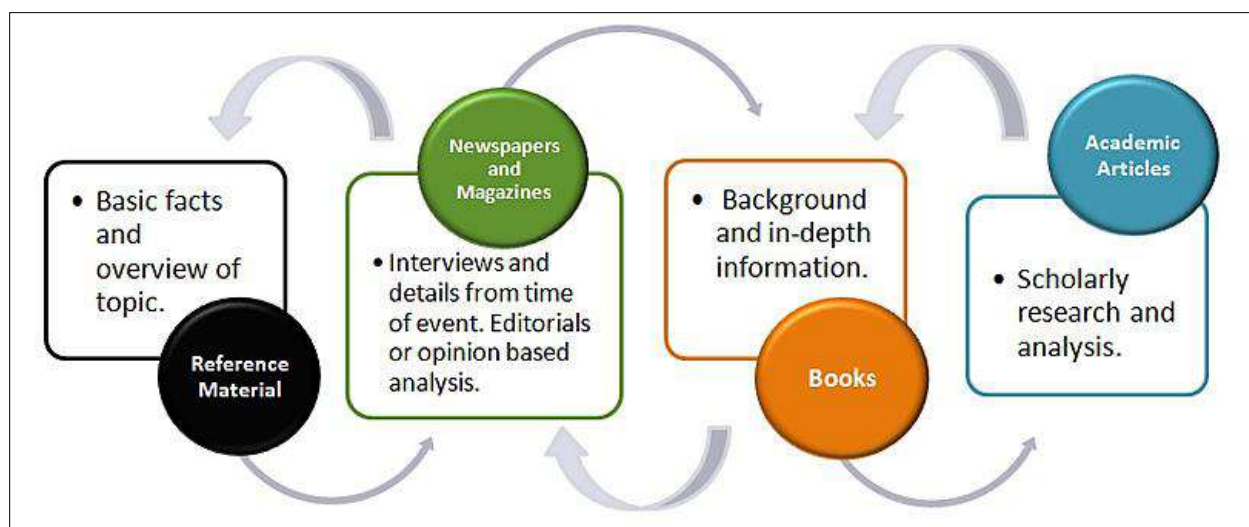 • Basic facts
and
overview of
topic.
Reference
Material
Newspapers
and
Magazines
• Interviews and
details from time
of event. Editorials
or opinion based
analysis.
• Background
and in-depth
information.
Books
Academic
Articles
• Scholarly
research and
analysis.